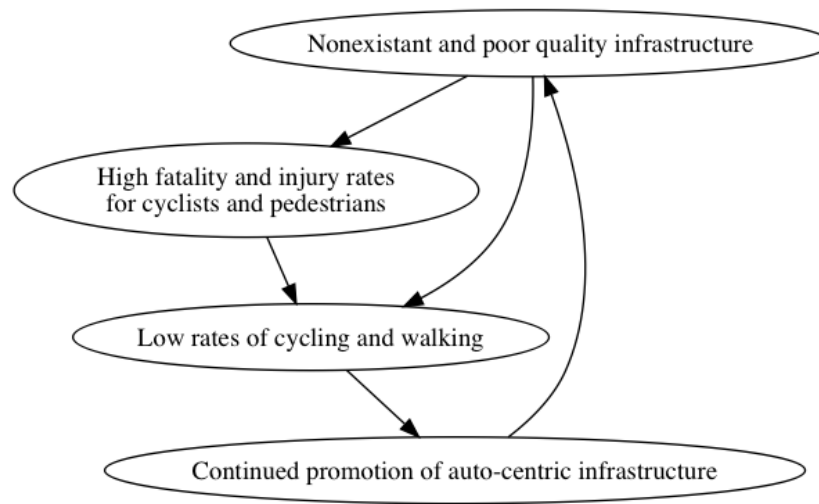 Nonexistant and poor quality infrastructure
High fatality and injury rates
for cyclists and pedestrians
Low rates of cycling and walking
Continued promotion of auto-centric infrastructure